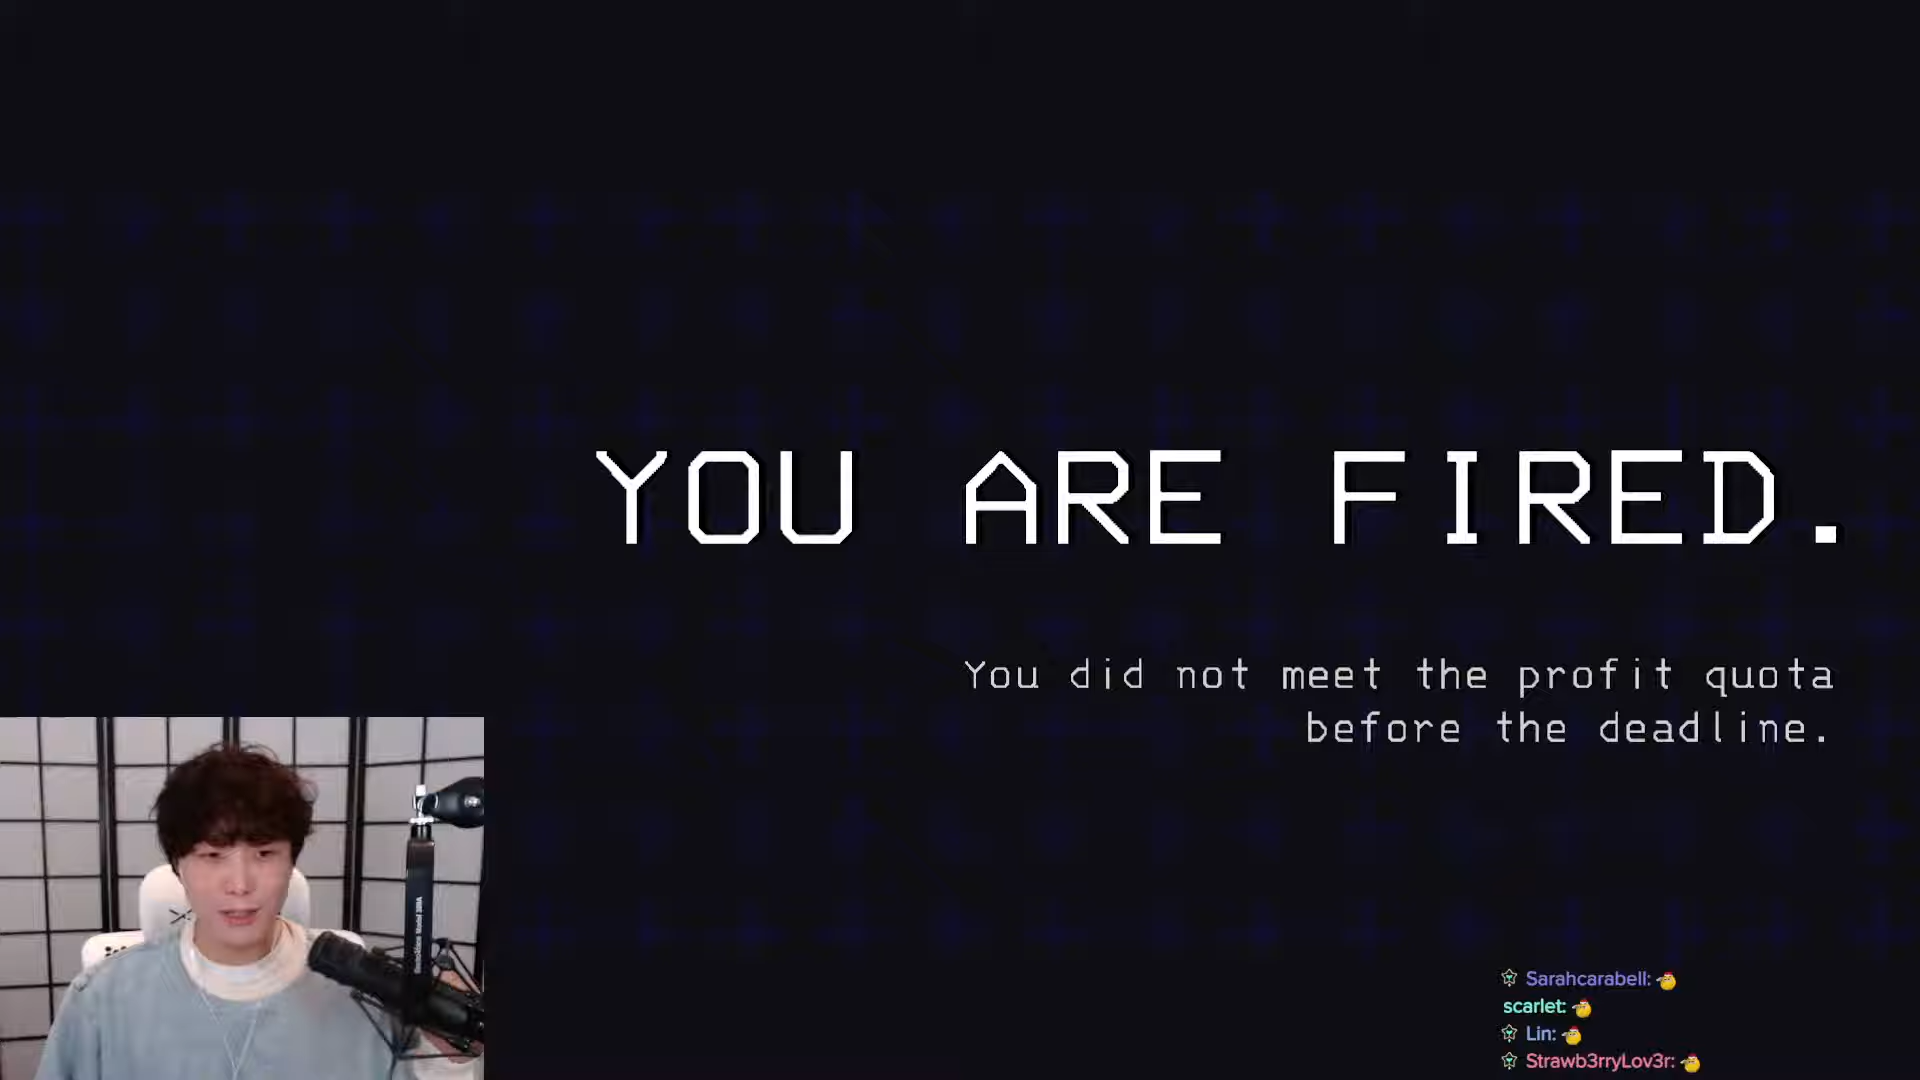 YOU ARE FIRED.
You did not meet the profit quota
before the deadline.
Sarahcarabell:
scarlet:
Lin:
Strawb3rryLov3r: